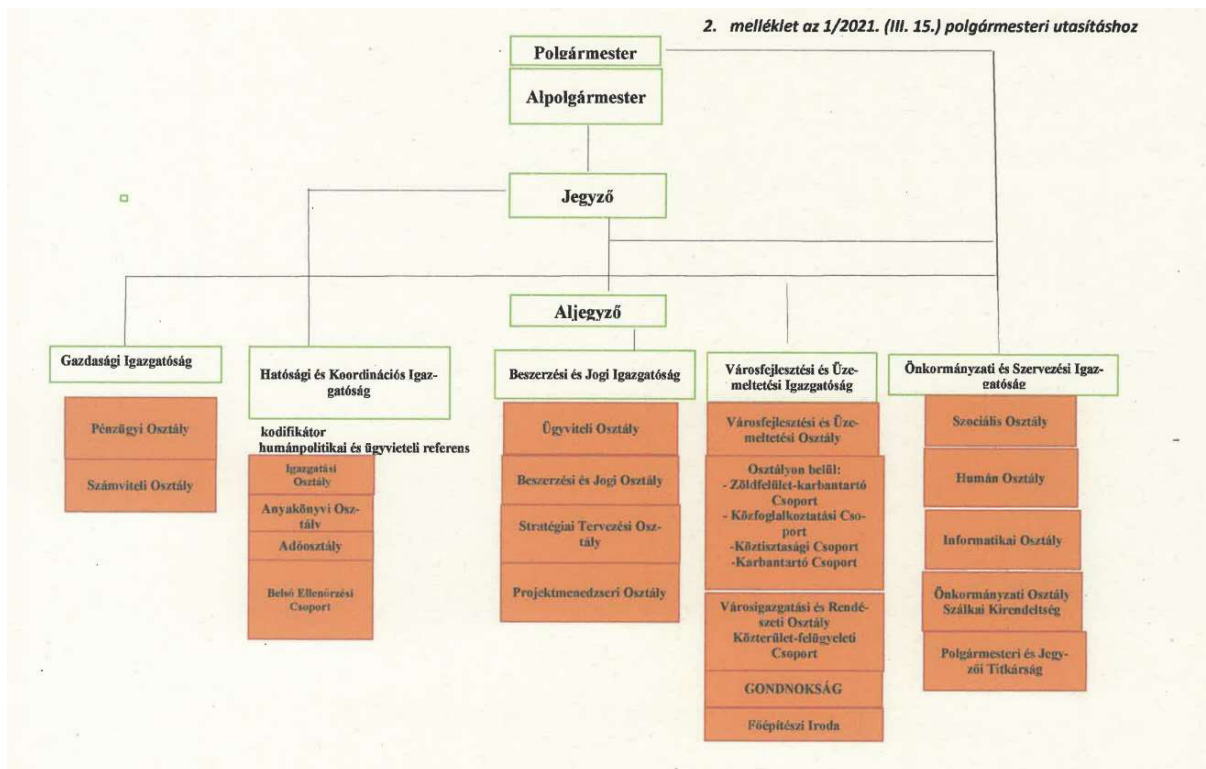 2. melléklet az 1/2021. (III. 15.) polgármesteri utasításhoz
Polgármester
Alpolgármester
Jegyző
Aljegyző
Gazdasági Igazgatóság
Pénzügyi Osztály
Számviteli Osztály
Hatósági és Koordinációs Igaz-
gatóság
kodifikátor
humánpolitikai és ügyvieteli referens
Igazgatási
Osztály
Anyakönyvi Osz-
tály
Adóosztály
Belső Ellenőrzési
Csoport
Beszerzési és Jogi Igazgatóság
Ügyviteli Osztály
Beszerzési és Jogi Osztály
Stratégiai Tervezési Osz-
tály
Projektmenedzseri Osztály
Városfejlesztési és Üze-
meltetési Igazgatóság
Városfejlesztési és Üze-
meltetési Osztály
Osztályon belül:
- Zöldfelület-karbantartó
Csoport
- Közfoglalkoztatási Cso-
port
-Köztisztasági Csoport
-Karbantartó Csoport
Városigazgatási és Rendé-
szeti Osztály
Közterület-felügyeleti
Csoport
GONDNOKSÁG
Főépítészi Iroda
Önkormányzati és Szervezési Igaz-
gatóság
Szociális Osztály
Humán Osztály
Informatikai Osztály
Önkormányzati Osztály
Szálkai Kirendeltség
Polgármesteri és Jegy-
zői Titkárság